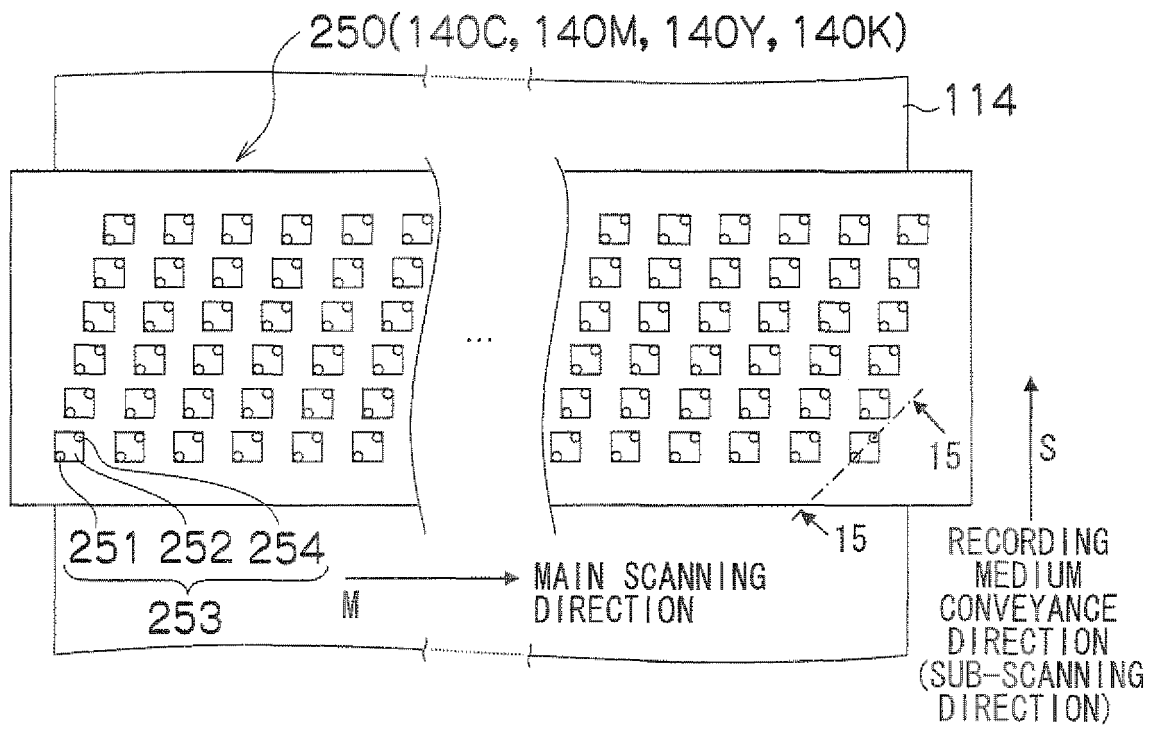 250(140C, 140M, 140Y, 140K)
114
...
15
S
15
251 252 254
253
M
MAIN SCANNING
DIRECTION
RECORDING
MEDIUM
CONVEYANCE
DIRECTION
(SUB-SCANNING
DIRECTION)